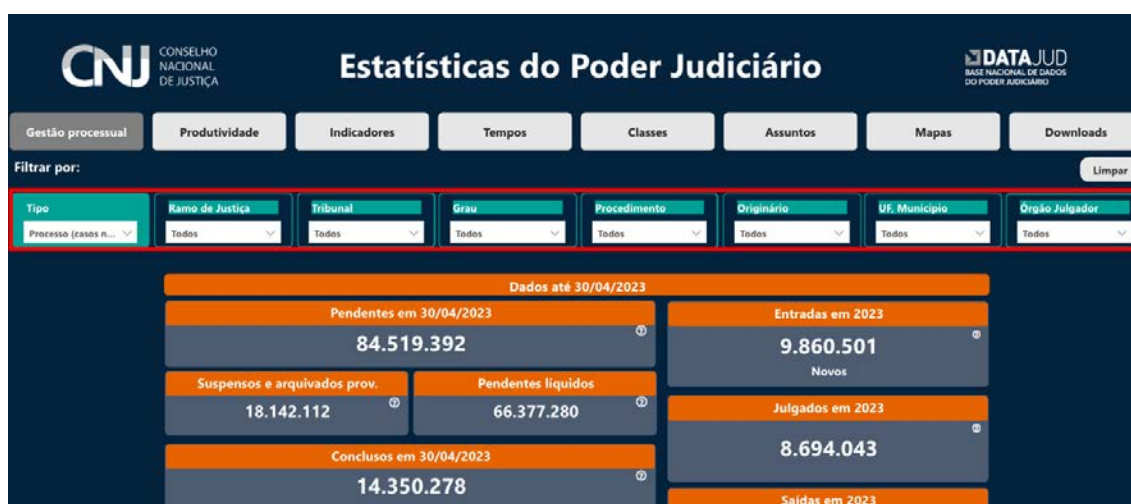 CNJ
CONSELHO
NACIONAL
DE JUSTIÇA
Estatísticas do Poder Judiciário
DATAJUD
BASE NACIONAL DE DADOS
DO PODER JUDICIÁRIO
Gestão processual Produtividade Indicadores Tempos Classes Assuntos Mapas Downloads
Filtrar por:
Limpar
Tipo Ramo de Justiça Tribunal Grau Procedimento Originário UF, Município Órgão Julgador
Processo (casos n... Todos Todos Todos Todos Todos Todos Todos
Dados até 30/04/2023
Pendentes em 30/04/2023
84.519.392
Entradas em 2023
9.860.501
Novos
Suspensos e arquivados prov.
18.142.112
Pendentes líquidos
66.377.280
Julgados em 2023
8.694.043
Conclusos em 30/04/2023
14.350.278
Saídas em 2023